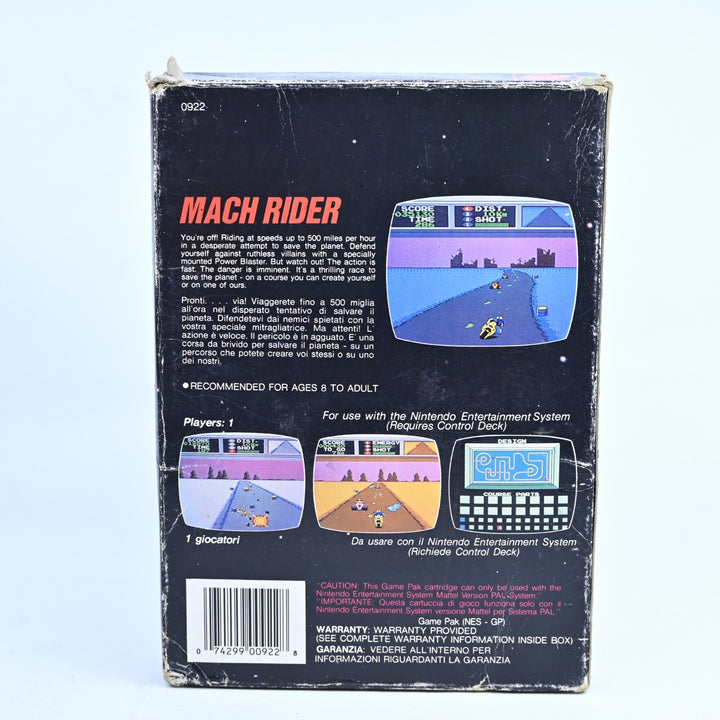 0922
MACH RIDER
You're off! Riding at speeds up to 500 miles per hour
in a desperate attempt to save the planet. Defend
yourself against ruthless villains with a specially
mounted Power Blaster. But watch out! The action is
fast. The danger is imminent. It's a thrilling race to
save the planet - on a course you can create yourself
or on one of ours.
Pronti. . . . via! Viaggerete fino a 500 miglia
all'ora nel disperato tentativo di salvare il
pianeta. Difendetevi dai nemici spietati con la
vostra speciale mitragliatrice. Ma attenti! L'
azione è veloce. Il pericolo è in agguato. E' una
corsa da brivido per salvare il pianeta - su un
percorso che potete creare voi stessi o su uno
dei nostri.
● RECOMMENDED FOR AGES 8 TO ADULT
SCORE DIST.
035130 10Km
TIME SHOT
286
Players: 1
For use with the Nintendo Entertainment System
(Requires Control Deck)
SCORE DIST.
TIME SHOT
SCORE ENERGY
TO GO SHOT
DESIGN
COURSE PARTS
1 giocatori
Da usare con il Nintendo Entertainment System
(Richiede Control Deck)
"CAUTION: This Game Pak cartridge can only be used with the
Nintendo Entertainment System Mattel Version PAL-System."
"IMPORTANTE: Questa cartuccia di gioco funziona solo con il
Nintendo Entertainment System versione Mattel per Sistema PAL.
Game Pak (NES - GP)
WARRANTY: WARRANTY PROVIDED
(SEE COMPLETE WARRANTY INFORMATION INSIDE BOX)
GARANZIA: VEDERE ALL'INTERNO PER
INFORMAZIONI RIGUARDANTI LA GARANZIA
0 74299 00922 8